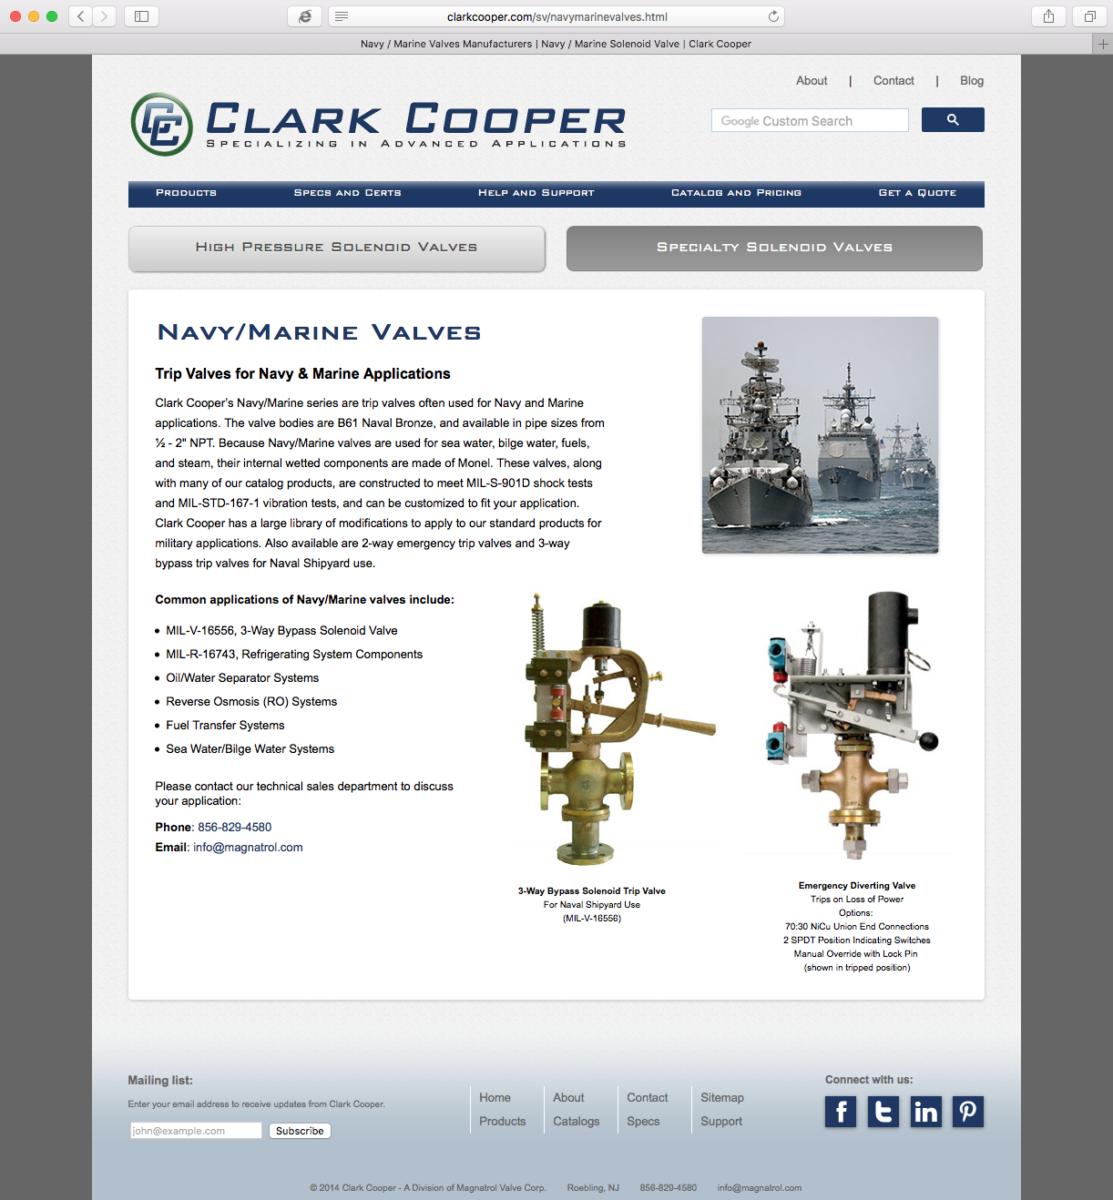 clarkcooper.com/sv/navymarinevalves.html
Navy / Marine Valves Manufacturers | Navy / Marine Solenoid Valve | Clark Cooper
About | Contact | Blog
CC
Clark Cooper
Specializing in Advanced Applications
Google Custom Search
Products Specs and Certs Help and Support Catalog and Pricing Get a Quote
High Pressure Solenoid Valves
Specialty Solenoid Valves
Navy/Marine Valves
Trip Valves for Navy & Marine Applications
Clark Cooper's Navy/Marine series are trip valves often used for Navy and Marine
applications. The valve bodies are B61 Naval Bronze, and available in pipe sizes from
½ - 2" NPT. Because Navy/Marine valves are used for sea water, bilge water, fuels,
and steam, their internal wetted components are made of Monel. These valves, along
with many of our catalog products, are constructed to meet MIL-S-901D shock tests
and MIL-STD-167-1 vibration tests, and can be customized to fit your application.
Clark Cooper has a large library of modifications to apply to our standard products for
military applications. Also available are 2-way emergency trip valves and 3-way
bypass trip valves for Naval Shipyard use.
Common applications of Navy/Marine valves include:
• MIL-V-16556, 3-Way Bypass Solenoid Valve
• MIL-R-16743, Refrigerating System Components
• Oil/Water Separator Systems
• Reverse Osmosis (RO) Systems
• Fuel Transfer Systems
• Sea Water/Bilge Water Systems
Please contact our technical sales department to discuss
your application:
Phone: 856-829-4580
Email: info@magnatrol.com
3-Way Bypass Solenoid Trip Valve
For Naval Shipyard Use
(MIL-V-16556)
Emergency Diverting Valve
Trips on Loss of Power
Options:
70:30 NiCu Union End Connections
2 SPDT Position Indicating Switches
Manual Override with Lock Pin
(shown in tripped position)
Mailing list:
Enter your email address to receive updates from Clark Cooper.
john@example.com Subscribe
Home About Contact Sitemap
Products Catalogs Specs Support
Connect with us:
f t in P
© 2014 Clark Cooper - A Division of Magnatrol Valve Corp. Roebling, NJ 856-829-4580 info@magnatrol.com